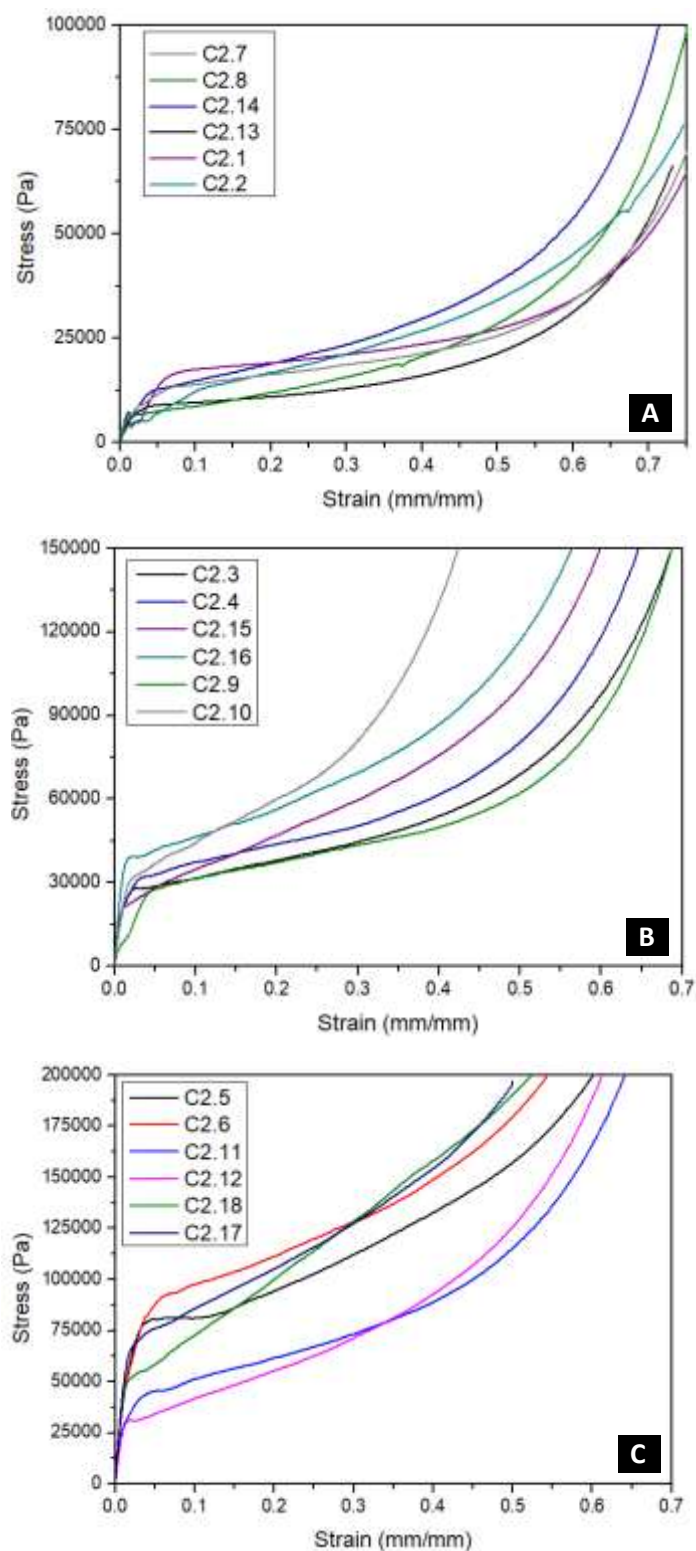 100000
75000
50000
25000
0
Stress (Pa)
C2.7
C2.8
C2.14
C2.13
C2.1
C2.2
A
0.0 0.1 0.2 0.3 0.4 0.5 0.6 0.7
Strain (mm/mm)
150000
120000
90000
60000
30000
0
Stress (Pa)
C2.3
C2.4
C2.15
C2.16
C2.9
C2.10
B
0.0 0.1 0.2 0.3 0.4 0.5 0.6 0.7
Strain (mm/mm)
200000
175000
150000
125000
100000
75000
50000
25000
0
Stress (Pa)
C2.5
C2.6
C2.11
C2.12
C2.18
C2.17
C
0.0 0.1 0.2 0.3 0.4 0.5 0.6 0.7
Strain (mm/mm)